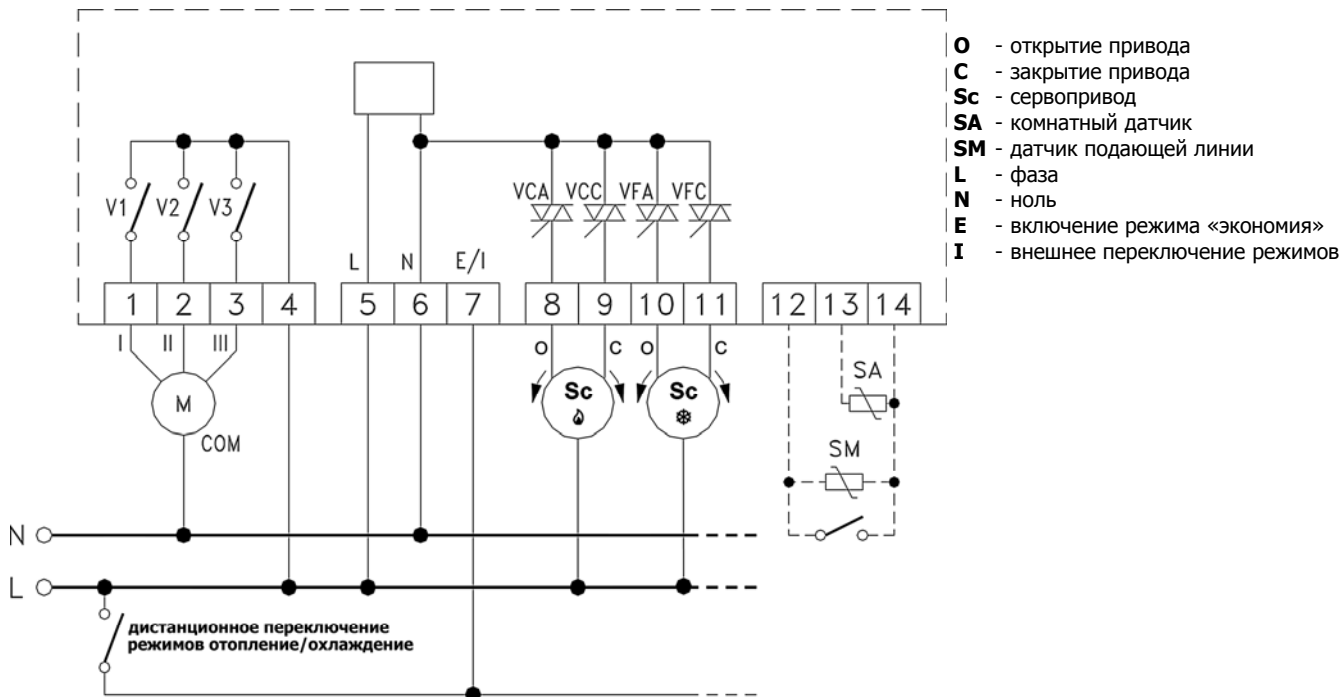 O - открытие привода
C - закрытие привода
Sc - сервопривод
SA - комнатный датчик
SM - датчик подающей линии
L - фаза
N - ноль
E - включение режима «экономия»
I - внешнее переключение режимов
V1 V2 V3
VCA VCC VFA VFC
L N E/I
1 2 3 4 5 6 7 8 9 10 11 12 13 14
I II III
O C O C
M
COM
Sc
Sc
SA
SM
N
L
дистанционное переключение
режимов отопление/охлаждение